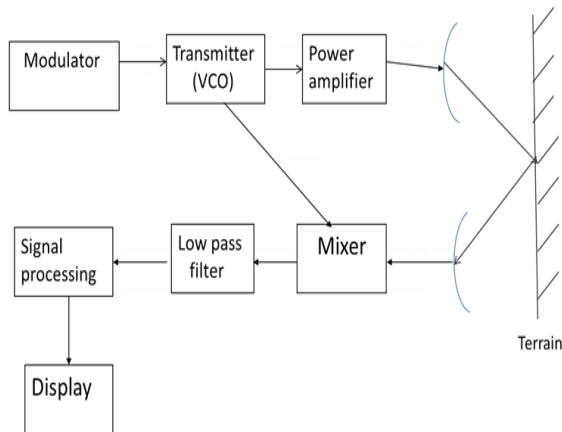 Modulator
Transmitter
(VCO)
Power
amplifier
Signal
processing
Low pass
filter
Mixer
Terrain
Display